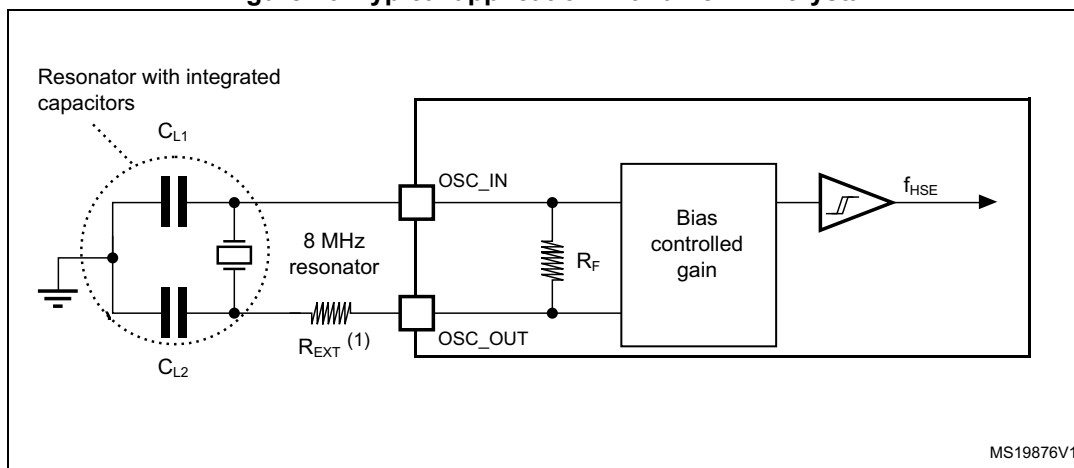 Resonator with integrated
capacitors
CL1
OSC_IN
fHSE
8 MHz
resonator
RF
Bias
controlled
gain
REXT (1)
OSC_OUT
CL2
MS19876V1